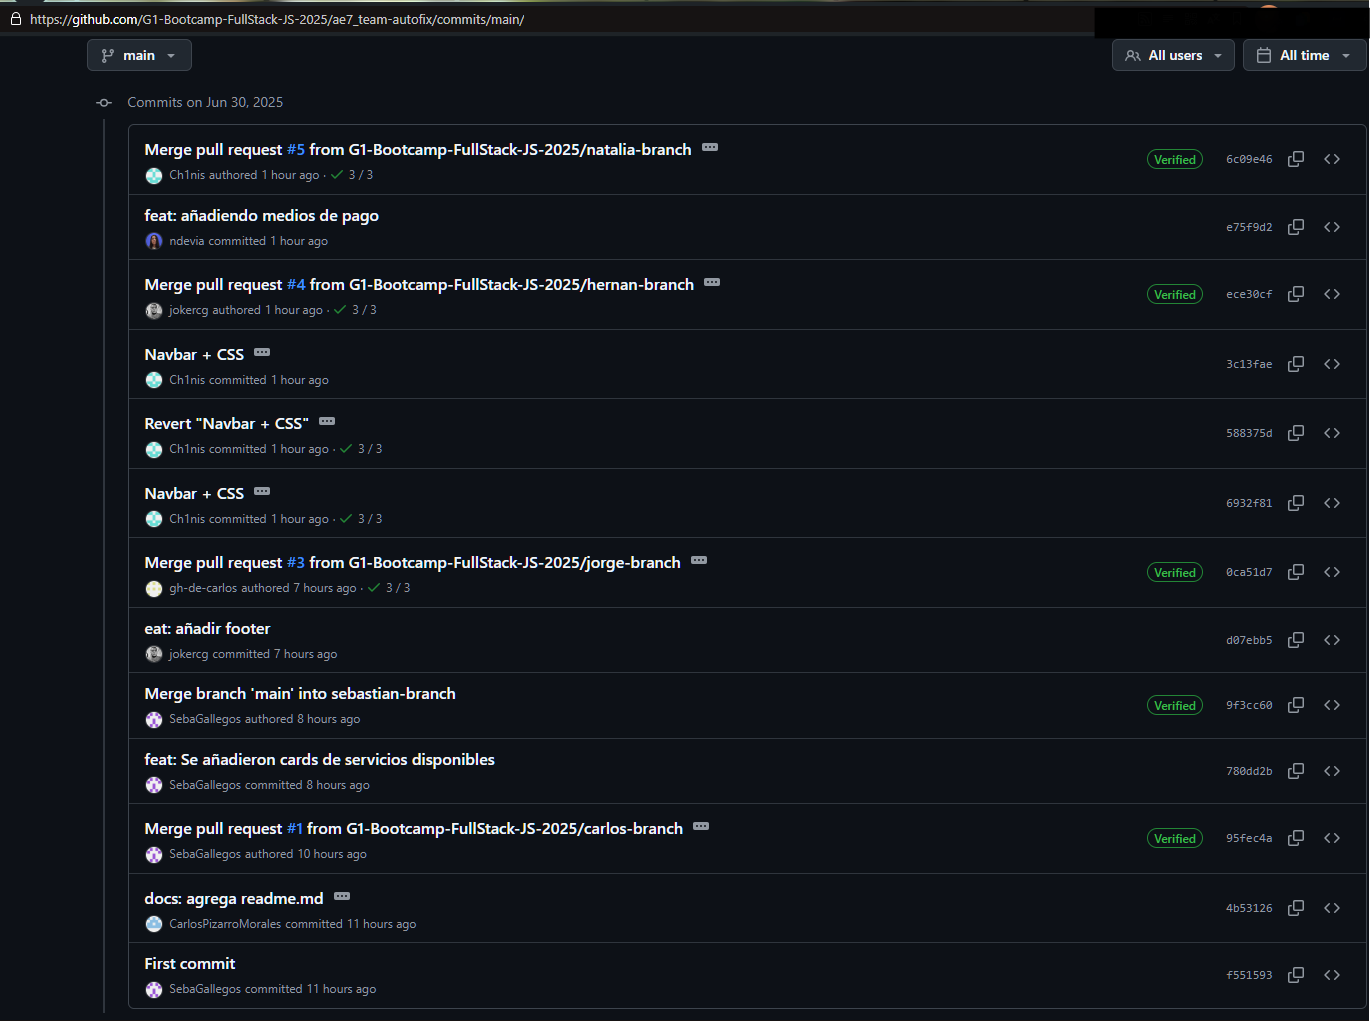 https://github.com/G1-Bootcamp-FullStack-JS-2025/ae7_team-autofix/commits/main/
main All users All time
Commits on Jun 30, 2025
Merge pull request #5 from G1-Bootcamp-FullStack-JS-2025/natalia-branch
Ch1nis authored 1 hour ago · 3 / 3
Verified 6c09e46
feat: añadiendo medios de pago
ndevia committed 1 hour ago
e75f9d2
Merge pull request #4 from G1-Bootcamp-FullStack-JS-2025/hernan-branch
jokercg authored 1 hour ago · 3 / 3
Verified ece30cf
Navbar + CSS
Ch1nis committed 1 hour ago
3c13fae
Revert "Navbar + CSS"
Ch1nis committed 1 hour ago · 3 / 3
588375d
Navbar + CSS
Ch1nis committed 1 hour ago · 3 / 3
6932f81
Merge pull request #3 from G1-Bootcamp-FullStack-JS-2025/jorge-branch
gh-de-carlos authored 7 hours ago · 3 / 3
Verified 0ca51d7
eat: añadir footer
jokercg committed 7 hours ago
d07ebb5
Merge branch 'main' into sebastian-branch
SebaGallegos authored 8 hours ago
Verified 9f3cc60
feat: Se añadieron cards de servicios disponibles
SebaGallegos committed 8 hours ago
780dd2b
Merge pull request #1 from G1-Bootcamp-FullStack-JS-2025/carlos-branch
SebaGallegos authored 10 hours ago
Verified 95fec4a
docs: agrega readme.md
CarlosPizarroMorales committed 11 hours ago
4b53126
First commit
SebaGallegos committed 11 hours ago
f551593